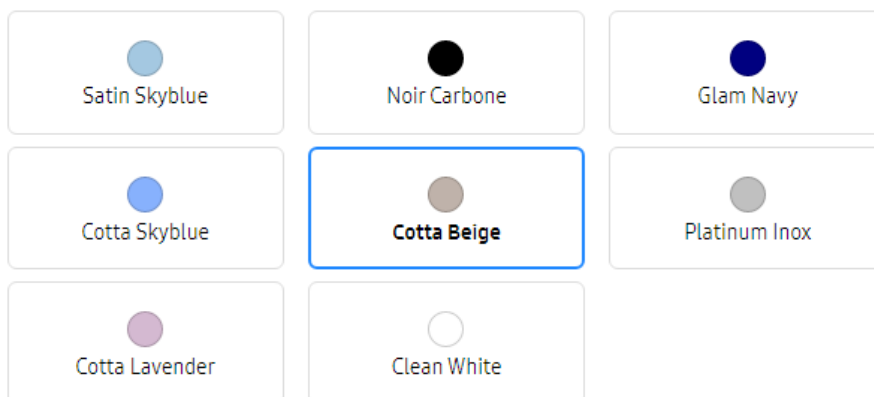 Satin Skyblue
Noir Carbone
Glam Navy
Cotta Skyblue
Cotta Beige
Platinum Inox
Cotta Lavender
Clean White